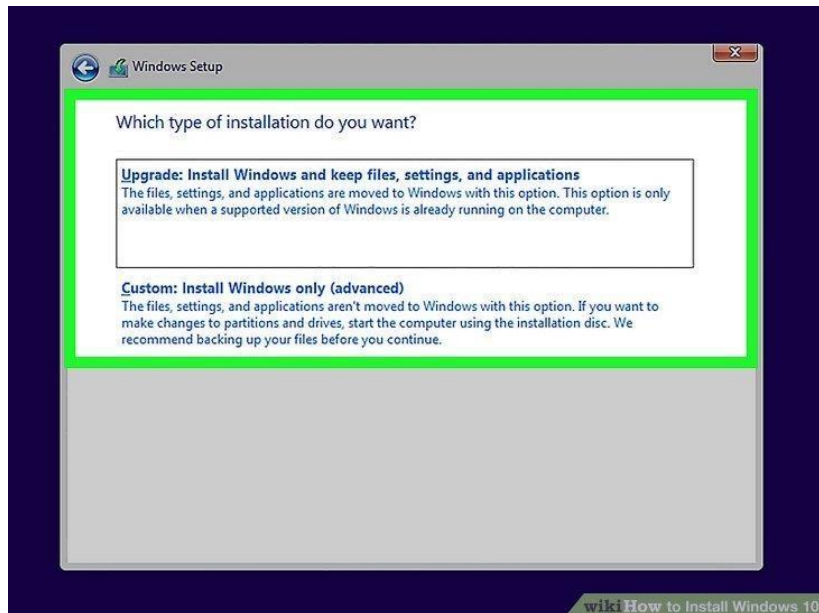 Windows Setup
Which type of installation do you want?
Upgrade: Install Windows and keep files, settings, and applications
The files, settings, and applications are moved to Windows with this option. This option is only
available when a supported version of Windows is already running on the computer.
Custom: Install Windows only (advanced)
The files, settings, and applications aren't moved to Windows with this option. If you want to
make changes to partitions and drives, start the computer using the installation disc. We
recommend backing up your files before you continue.
wikiHow to Install Windows 10